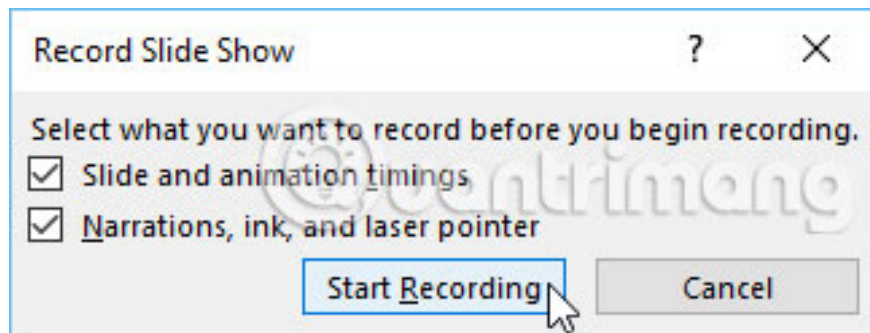 Record Slide Show ?
Select what you want to record before you begin recording.
Slide and animation timings
Narrations, ink, and laser pointer
Start Recording Cancel
@uantrimang